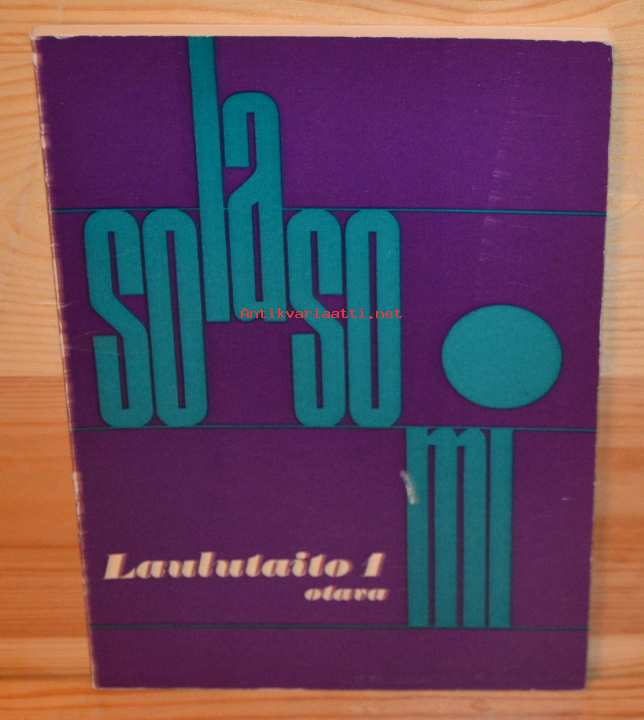 so la so mi
Antikvariaatti.net
Laulutaito 1
otava